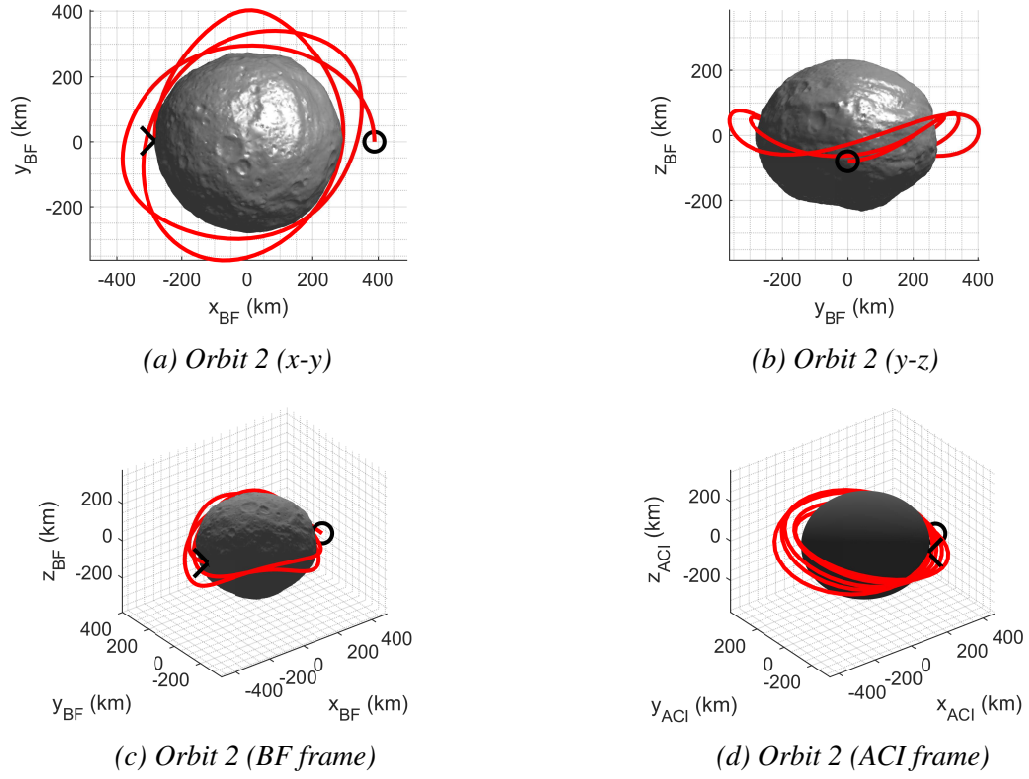 400
200
0
-200
y_BF (km)
-400 -200 0 200 400
x_BF (km)
(a) Orbit 2 (x-y)
200
0
-200
z_BF (km)
-200 0 200 400
y_BF (km)
(b) Orbit 2 (y-z)
200
0
-200
z_BF (km)
400
200
0
-200
y_BF (km)
-400
-200
0
200
400
x_BF (km)
(c) Orbit 2 (BF frame)
200
0
-200
z_ACI (km)
400
200
0
-200
y_ACI (km)
-400
-200
0
200
400
x_ACI (km)
(d) Orbit 2 (ACI frame)